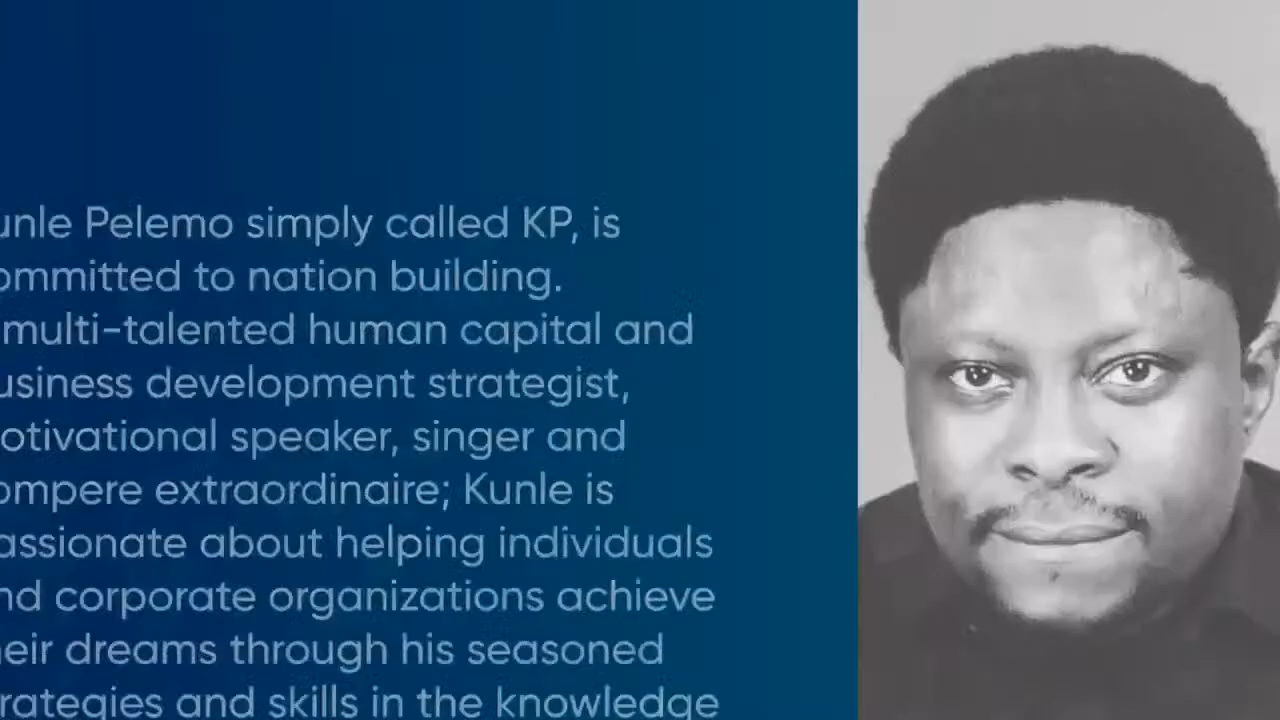 unle Pelemo simply called KP, is
ommitted to nation building.
multi-talented human capital and
usiness development strategist,
otivational speaker, singer and
ompere extraordinaire; Kunle is
assionate about helping individuals
nd corporate organizations achieve
heir dreams through his seasoned
rategies and skills in the knowledge